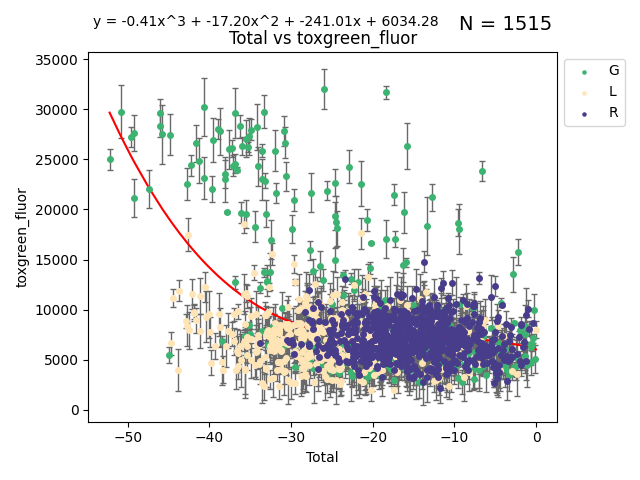 y = -0.41x^3 + -17.20x^2 + -241.01x + 6034.28
N = 1515
Total vs toxgreen_fluor
35000
30000
25000
20000
15000
10000
5000
0
toxgreen_fluor
−50
−40
−30
−20
−10
0
Total
G
L
R